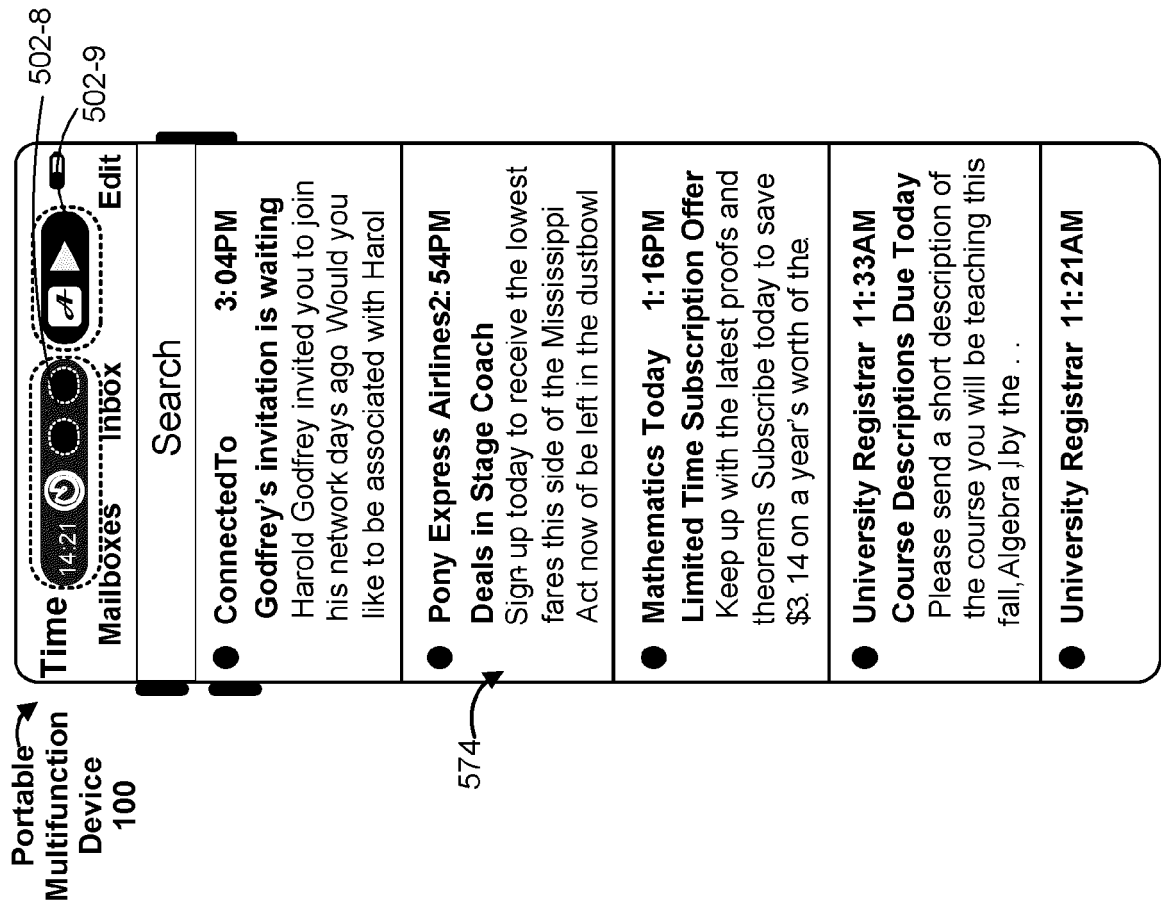 Portable
Multifunction
Device
100
502-8
502-9
Time
14:21
Mailboxes Inbox Edit
Search
ConnectedTo 3:04PM
Godfrey's invitation is waiting
Harold Godfrey invited you to join
his network days ago. Would you
like to be associated with Harol
Pony Express Airlines2:54PM
Deals in Stage Coach
Sign up today to receive the lowest
fares this side of the Mississippi
Act now of be left in the dustbowl
574
Mathematics Today 1:16PM
Limited Time Subscription Offer
Keep up with the latest proofs and
theorems Subscribe today to save
$3.14 on a year's worth of the.
University Registrar 11:33AM
Course Descriptions Due Today
Please send a short description of
the course you will be teaching this
fall, Algebra,I by the . .
University Registrar 11:21AM